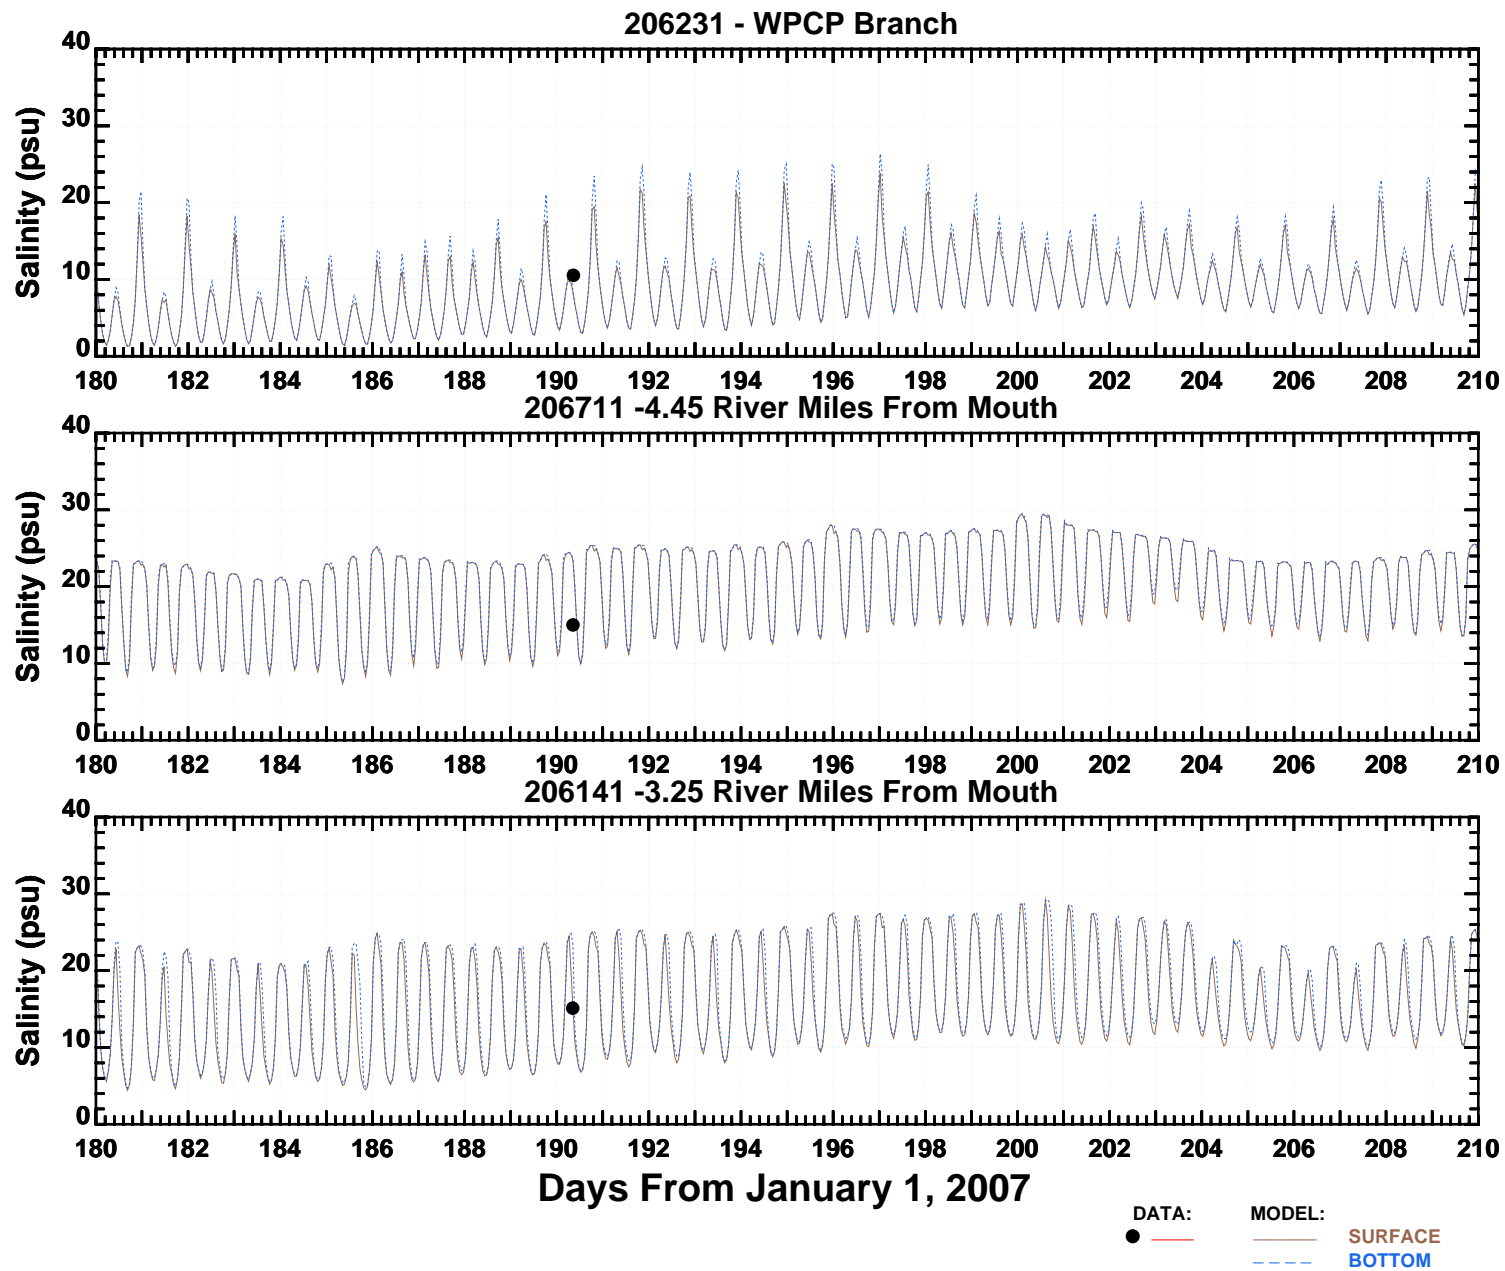 206231 - WPCP Branch
40
30
20
10
0
Salinity (psu)
180 182 184 186 188 190 192 194 196 198 200 202 204 206 208 210
206711 -4.45 River Miles From Mouth
40
30
20
10
0
Salinity (psu)
180 182 184 186 188 190 192 194 196 198 200 202 204 206 208 210
206141 -3.25 River Miles From Mouth
40
30
20
10
0
Salinity (psu)
180 182 184 186 188 190 192 194 196 198 200 202 204 206 208 210
Days From January 1, 2007
DATA: MODEL:
SURFACE
BOTTOM